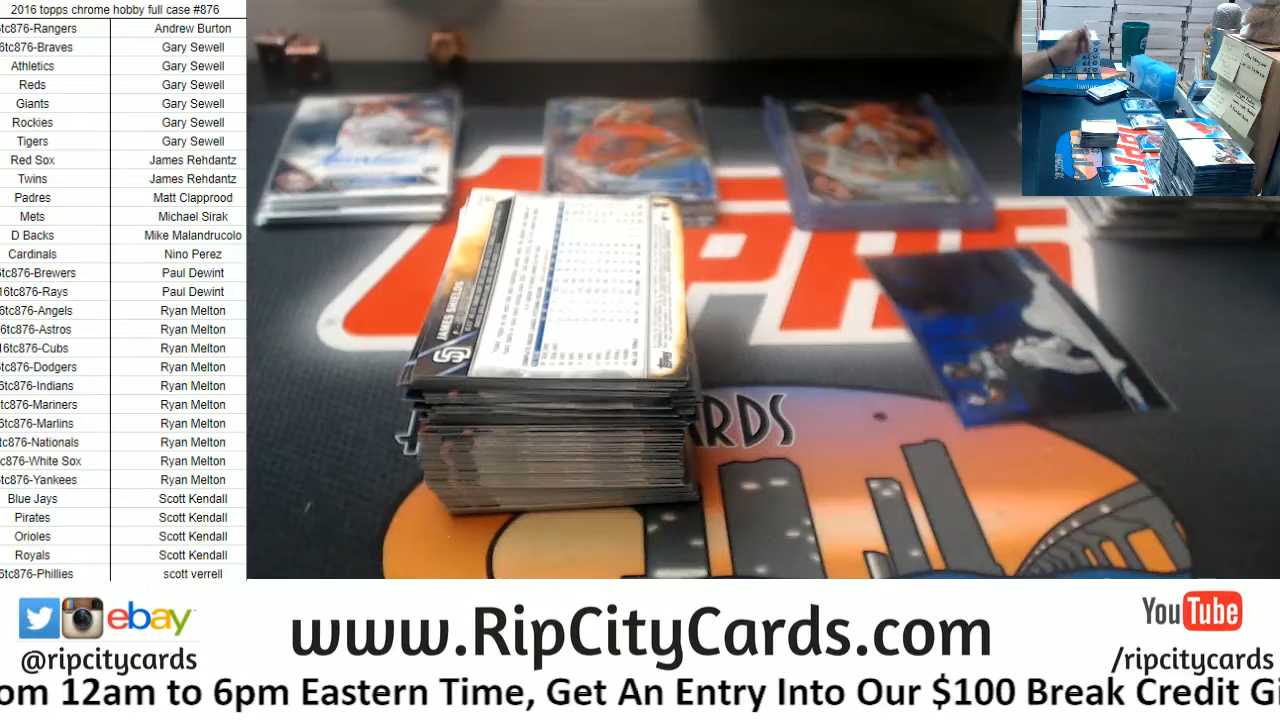 2016 topps chrome hobby full case #876
6tc876-Rangers Andrew Burton
6tc876-Braves Gary Sewell
Athletics Gary Sewell
Reds Gary Sewell
Giants Gary Sewell
Rockies Gary Sewell
Tigers Gary Sewell
Red Sox James Rehdantz
Twins James Rehdantz
Padres Matt Clapprood
Mets Michael Sirak
D Backs Mike Malandrucolo
Cardinals Nino Perez
6tc876-Brewers Paul Dewint
16tc876-Rays Paul Dewint
6tc876-Angels Ryan Melton
6tc876-Astros Ryan Melton
16tc876-Cubs Ryan Melton
6tc876-Dodgers Ryan Melton
6tc876-Indians Ryan Melton
6tc876-Mariners Ryan Melton
6tc876-Marlins Ryan Melton
tc876-Nationals Ryan Melton
tc876-White Sox Ryan Melton
6tc876-Yankees Ryan Melton
Blue Jays Scott Kendall
Pirates Scott Kendall
Orioles Scott Kendall
Royals Scott Kendall
6tc876-Phillies scott verrell
JAMES SHIELDS
SD
topps
ARDS
ebay
@ripcitycards
www.RipCityCards.com
YouTube
/ripcitycards
om 12am to 6pm Eastern Time, Get An Entry Into Our $100 Break Credit Gi